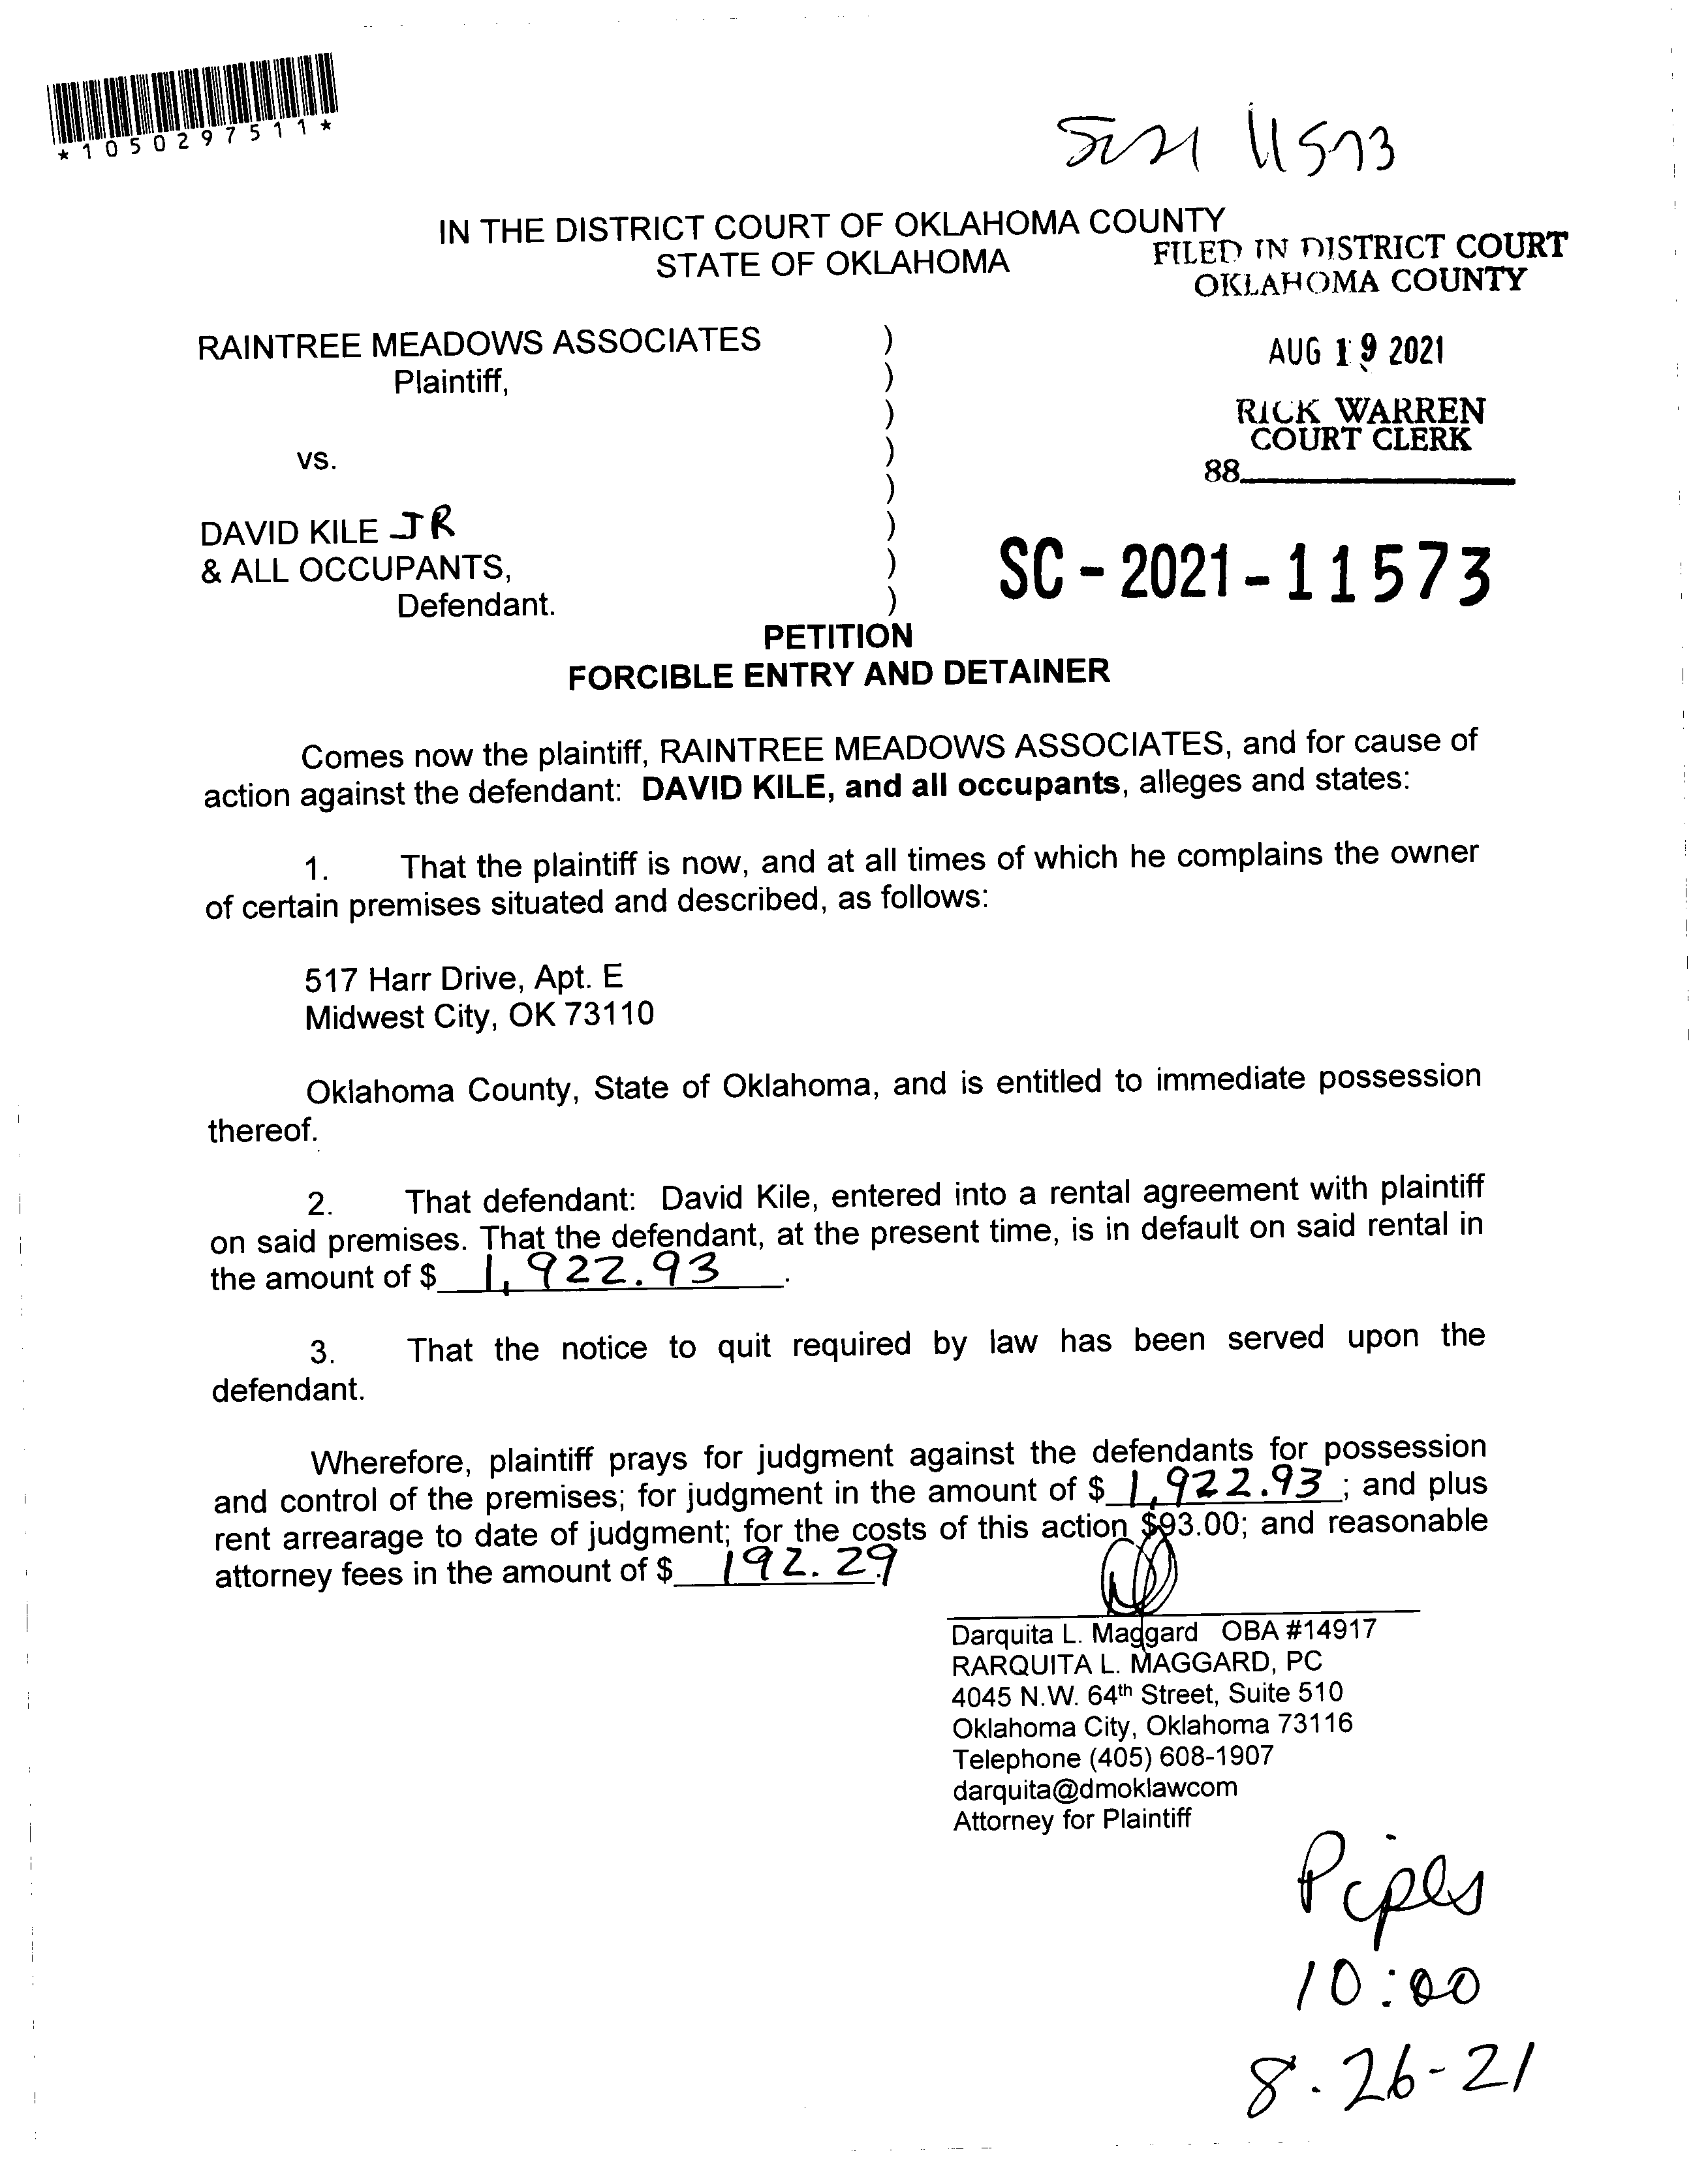 *1050297511*
SC21 11573
IN THE DISTRICT COURT OF OKLAHOMA COUNTY
STATE OF OKLAHOMA
FILED IN DISTRICT COURT
OKLAHOMA COUNTY
RAINTREE MEADOWS ASSOCIATES )
Plaintiff, )
AUG 19 2021
)
RICK WARREN
COURT CLERK
vs. )
88
)
DAVID KILE JR )
& ALL OCCUPANTS, )
SC-2021-11573
Defendant. )
PETITION
FORCIBLE ENTRY AND DETAINER
Comes now the plaintiff, RAINTREE MEADOWS ASSOCIATES, and for cause of
action against the defendant: DAVID KILE, and all occupants, alleges and states:
1. That the plaintiff is now, and at all times of which he complains the owner
of certain premises situated and described, as follows:
517 Harr Drive, Apt. E
Midwest City, OK 73110
Oklahoma County, State of Oklahoma, and is entitled to immediate possession
thereof.
2. That defendant: David Kile, entered into a rental agreement with plaintiff
on said premises. That the defendant, at the present time, is in default on said rental in
the amount of $ 1,922.93.
3. That the notice to quit required by law has been served upon the
defendant.
Wherefore, plaintiff prays for judgment against the defendants for possession
and control of the premises; for judgment in the amount of $ 1,922.93; and plus
rent arrearage to date of judgment; for the costs of this action $93.00; and reasonable
attorney fees in the amount of $ 192.29.
Darquita L. Maggard OBA #14917
RARQUITA L. MAGGARD, PC
4045 N.W. 64th Street, Suite 510
Oklahoma City, Oklahoma 73116
Telephone (405) 608-1907
darquita@dmoklawcom
Attorney for Plaintiff
10:00
8-26-21